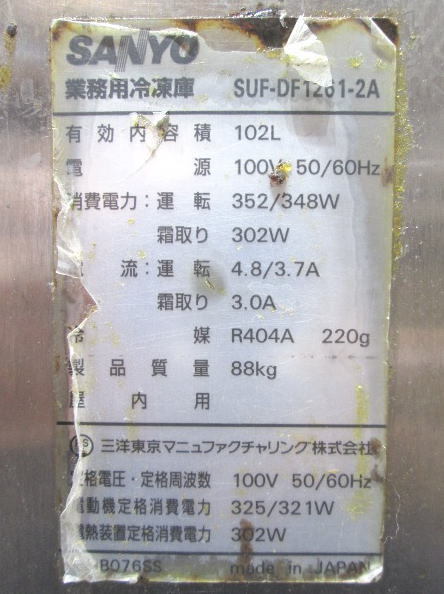 SANYO
業務用冷凍庫 SUF-DF1261-2A
有効内容積 102L
電源 100V 50/60Hz
消費電力：運転 352/348W
霜取り 302W
流：運転 4.8/3.7A
霜取り 3.0A
冷媒 R404A 220g
製品質量 88kg
屋内用
三洋東京マニュファクチャリング株式会社
定格電圧・定格周波数 100V 50/60Hz
電動機定格消費電力 325/321W
電熱装置定格消費電力 302W
B076SS made in JAPAN